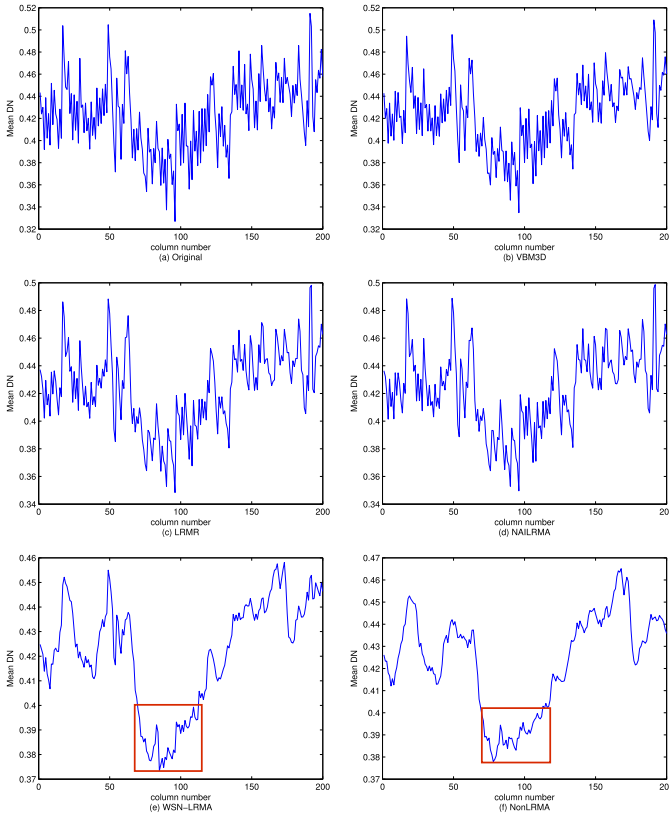 0.52
0.5
0.48
0.46
0.44
0.42
0.4
0.38
0.36
0.34
0.32
Mean DN
0 50 100 150 200
column number
(a) Original
0.52
0.5
0.48
0.46
0.44
0.42
0.4
0.38
0.36
0.34
0.32
Mean DN
0 50 100 150 20
column number
(b) VBM3D
0.5
0.48
0.46
0.44
0.42
0.4
0.38
0.36
0.34
Mean DN
0 50 100 150 200
column number
(c) LRMR
0.5
0.48
0.46
0.44
0.42
0.4
0.38
0.36
0.34
Mean DN
0 50 100 150 20
column number
(d) NAILRMA
0.46
0.45
0.44
0.43
0.42
0.41
0.4
0.39
0.38
0.37
Mean DN
0 50 100 150 200
column number
(e) WSN−LRMA
0.47
0.46
0.45
0.44
0.43
0.42
0.41
0.4
0.39
0.38
0.37
Mean DN
0 50 100 150 20
column number
(f) NonLRMA